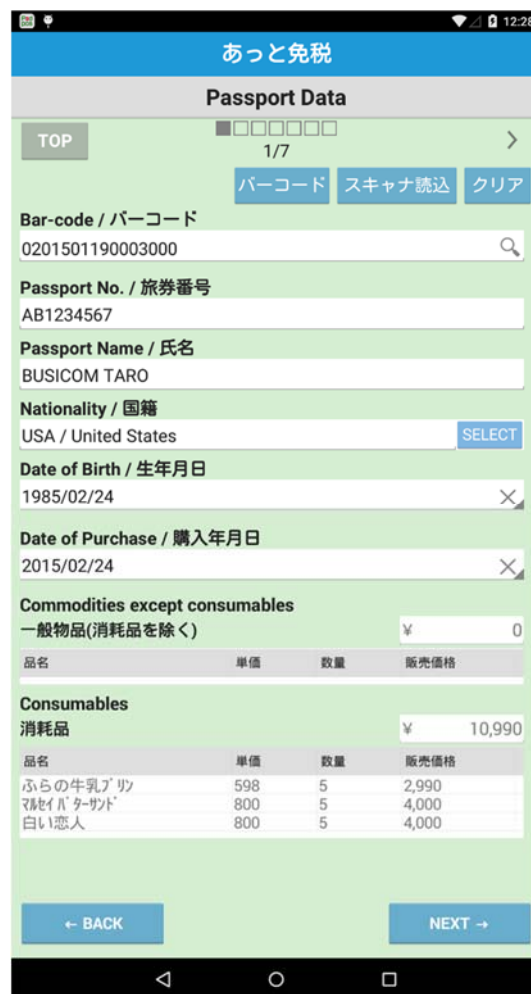 12:28
あっと免税
Passport Data
TOP
1/7
バーコード スキャナ読込 クリア
Bar-code / バーコード
0201501190003000
Passport No. / 旅券番号
AB1234567
Passport Name / 氏名
BUSICOM TARO
Nationality / 国籍
USA / United States SELECT
Date of Birth / 生年月日
1985/02/24
Date of Purchase / 購入年月日
2015/02/24
Commodities except consumables
一般物品(消耗品を除く) ¥ 0
品名 単価 数量 販売価格
Consumables
消耗品 ¥ 10,990
品名 単価 数量 販売価格
ふらの牛乳ﾌﾟﾘﾝ 598 5 2,990
ﾏﾙｾｲﾊﾞﾀｰｻﾝﾄﾞ 800 5 4,000
白い恋人 800 5 4,000
← BACK NEXT →